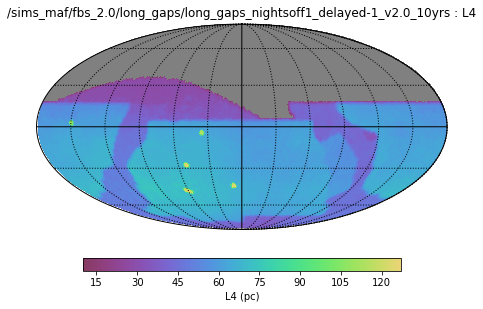 /sims_maf/fbs_2.0/long_gaps/long_gaps_nightsoff1_delayed-1_v2.0_10yrs : L4
15 30 45 60 75 90 105 120
L4 (pc)